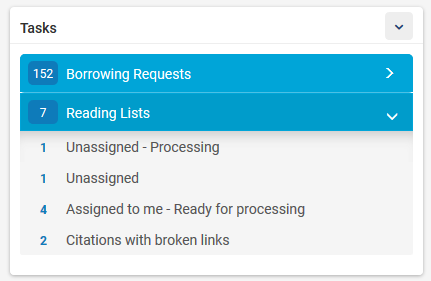 Tasks
152 Borrowing Requests
7 Reading Lists
1 Unassigned - Processing
1 Unassigned
4 Assigned to me - Ready for processing
2 Citations with broken links